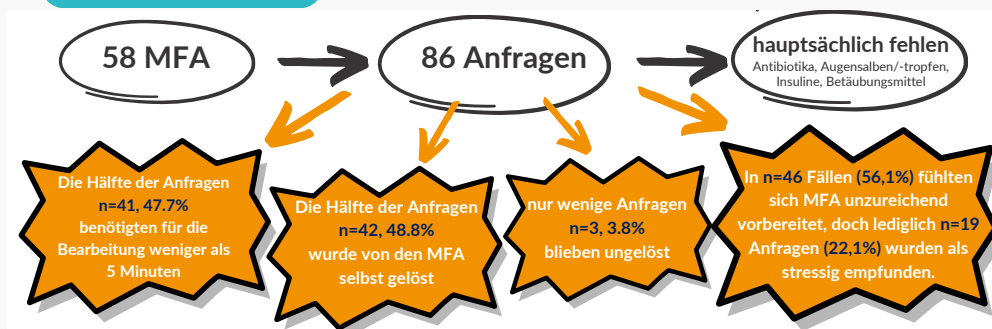 58 MFA
86 Anfragen
hauptsächlich fehlen
Antibiotika, Augensalben/-tropfen,
Insuline, Betäubungsmittel
Die Hälfte der Anfragen
n=41, 47.7%
benötigten für die
Bearbeitung weniger als
5 Minuten
Die Hälfte der Anfragen
n=42, 48.8%
wurde von den MFA
selbst gelöst
nur wenige Anfragen
n=3, 3.8%
blieben ungelöst
In n=46 Fällen (56,1%) fühlten
sich MFA unzureichend
vorbereitet, doch lediglich n=19
Anfragen (22,1%) wurden als
stressig empfunden.